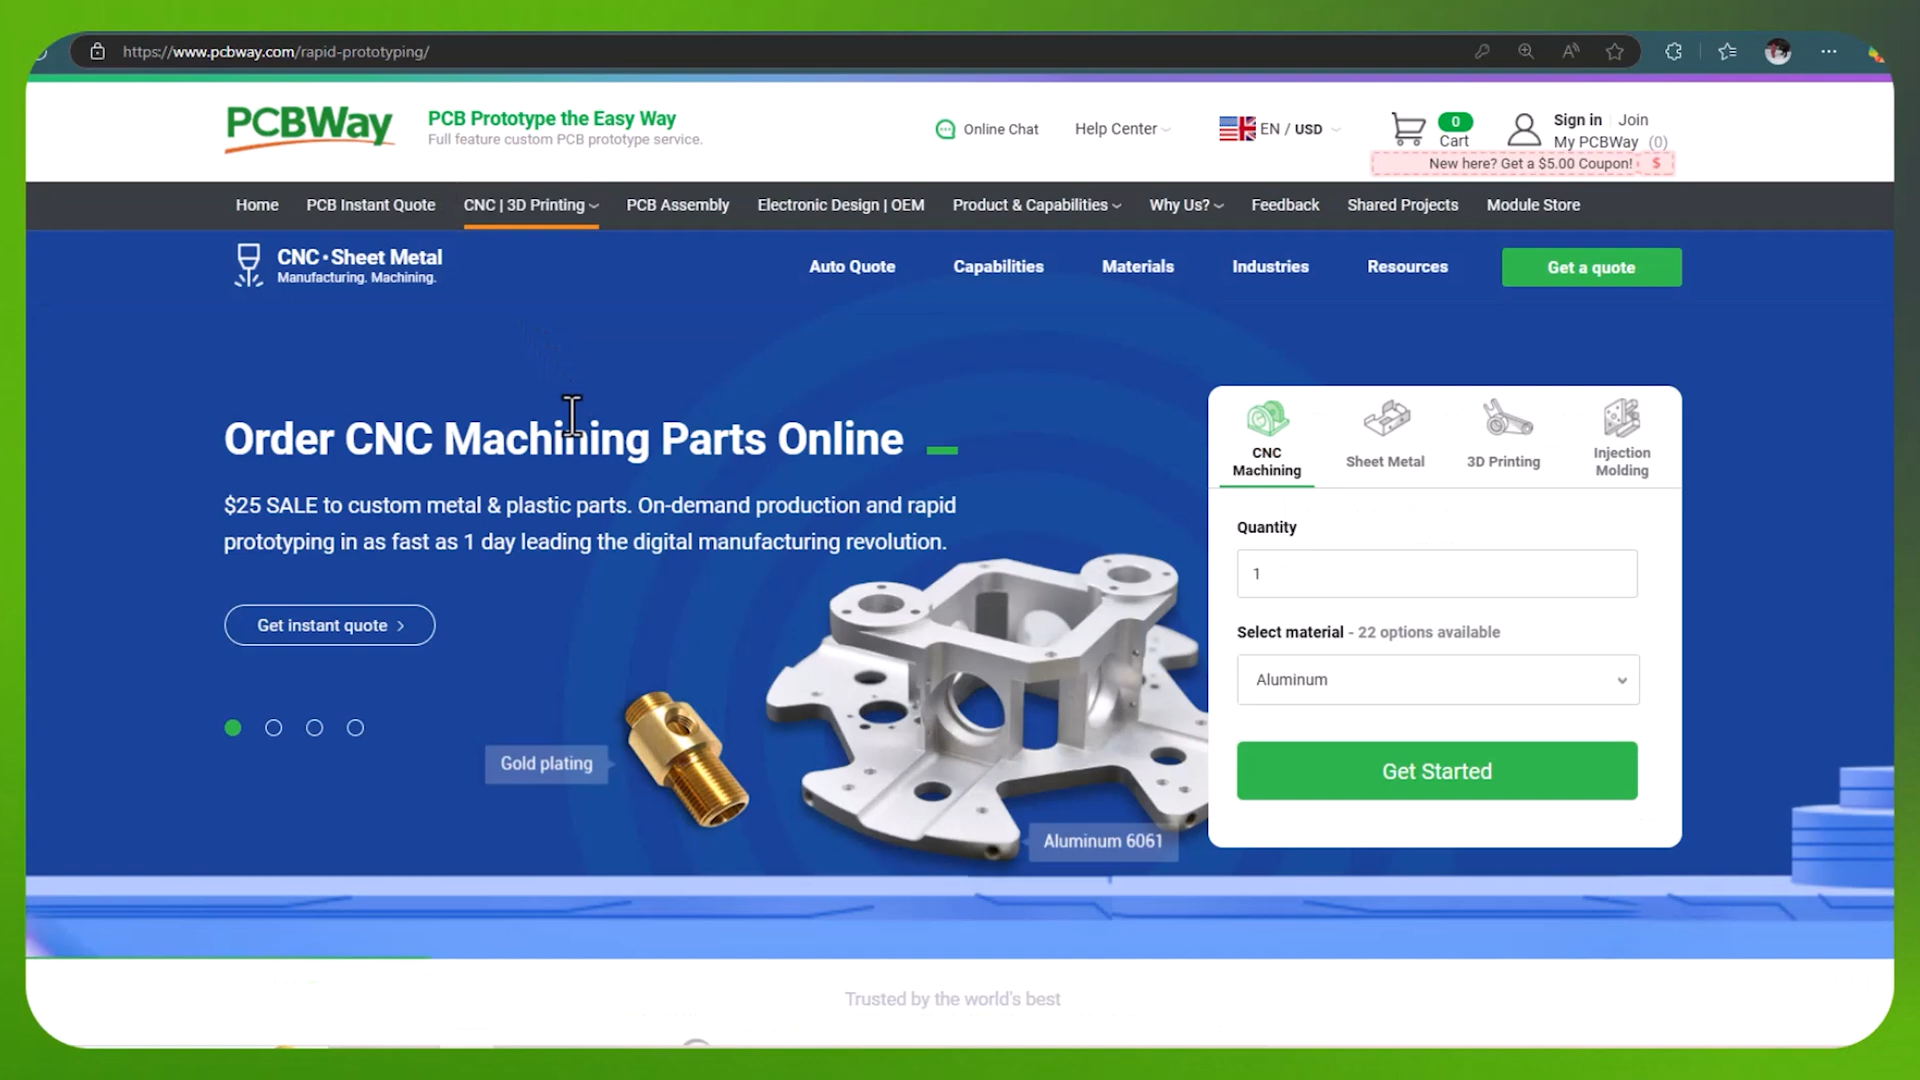 https://www.pcbway.com/rapid-prototyping/
PCBWay
PCB Prototype the Easy Way
Full feature custom PCB prototype service.
Online Chat
Help Center
EN / USD
0
Cart
Sign in Join
My PCBWay (0)
New here? Get a $5.00 Coupon! $
Home PCB Instant Quote CNC | 3D Printing PCB Assembly Electronic Design | OEM Product & Capabilities Why Us? Feedback Shared Projects Module Store
CNC·Sheet Metal
Manufacturing. Machining.
Auto Quote Capabilities Materials Industries Resources Get a quote
Order CNC Machining Parts Online
$25 SALE to custom metal & plastic parts. On-demand production and rapid
prototyping in as fast as 1 day leading the digital manufacturing revolution.
Get instant quote >
Gold plating
Aluminum 6061
CNC
Machining
Sheet Metal
3D Printing
Injection
Molding
Quantity
1
Select material - 22 options available
Aluminum
Get Started
Trusted by the world's best